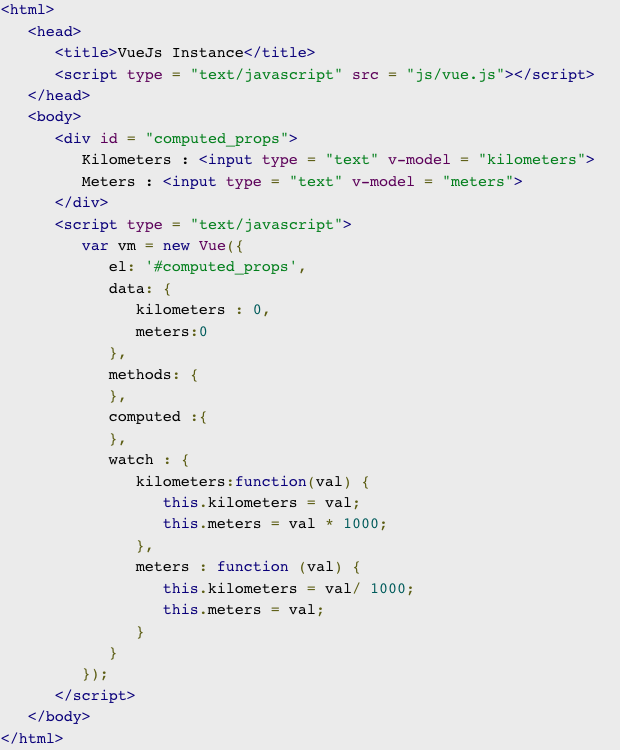 <html>
   <head>
      <title>VueJs Instance</title>
      <script type = "text/javascript" src = "js/vue.js"></script>
   </head>
   <body>
      <div id = "computed_props">
         Kilometers : <input type = "text" v-model = "kilometers">
         Meters : <input type = "text" v-model = "meters">
      </div>
      <script type = "text/javascript">
         var vm = new Vue({
            el: '#computed_props',
            data: {
               kilometers : 0,
               meters:0
            },
            methods: {
            },
            computed :{
            },
            watch : {
               kilometers:function(val) {
                  this.kilometers = val;
                  this.meters = val * 1000;
               },
               meters : function (val) {
                  this.kilometers = val/ 1000;
                  this.meters = val;
               }
            }
         });
      </script>
   </body>
</html>